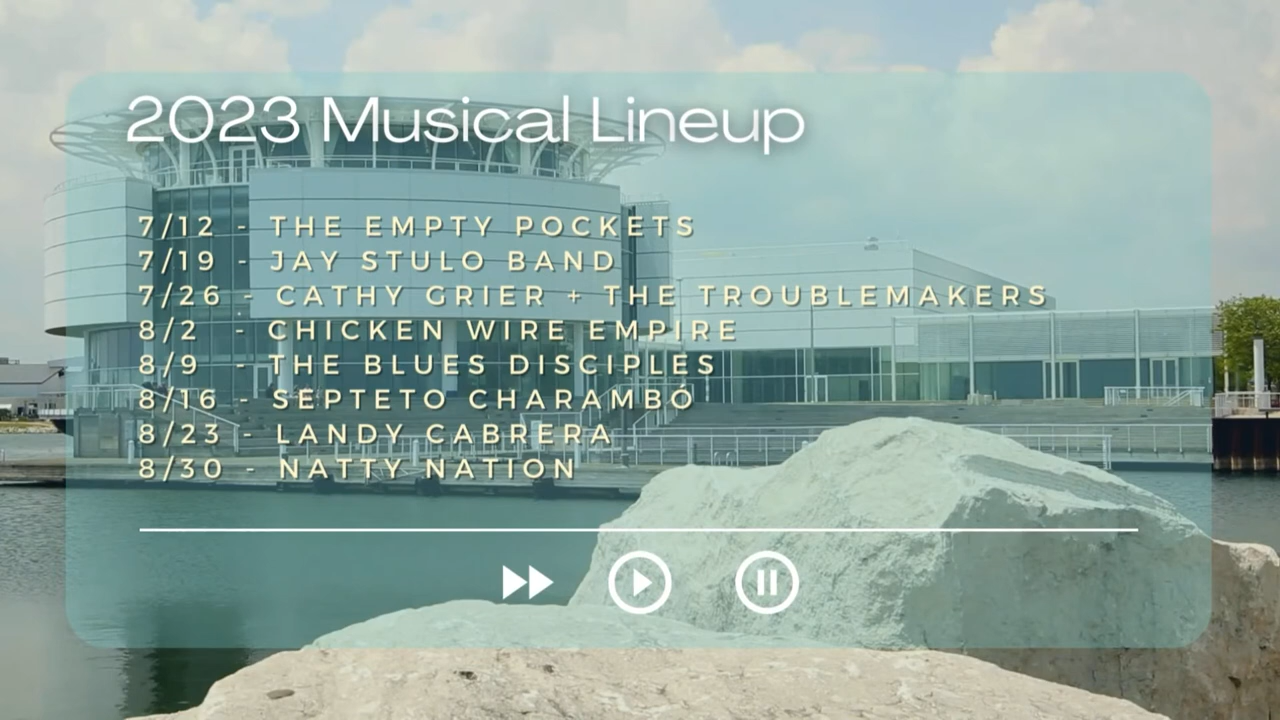 2023 Musical Lineup
7/12 - THE EMPTY POCKETS
7/19 - JAY STULO BAND
7/26 - CATHY GRIER + THE TROUBLEMAKERS
8/2 - CHICKEN WIRE EMPIRE
8/9 - THE BLUES DISCIPLES
8/16 - SEPTETO CHARAMBÓ
8/23 - LANDY CABRERA
8/30 - NATTY NATION